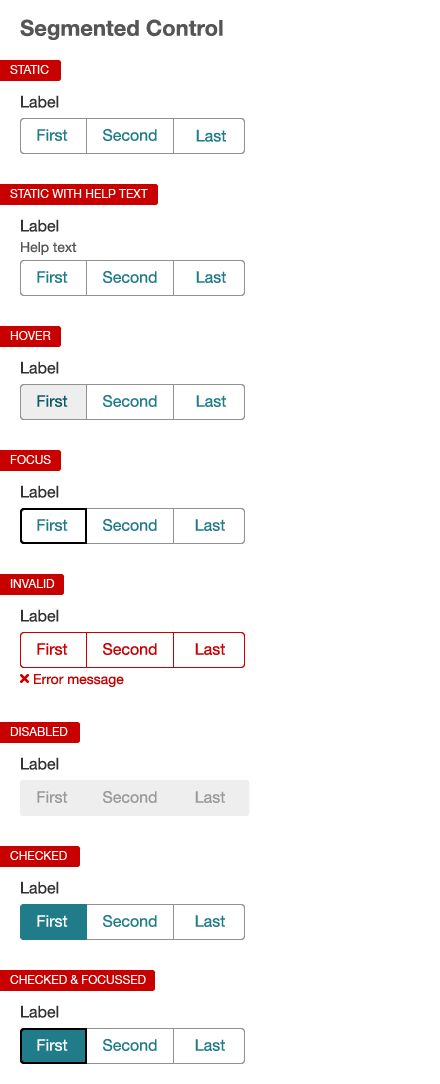 Segmented Control
STATIC
Label
First Second Last
STATIC WITH HELP TEXT
Label
Help text
First Second Last
HOVER
Label
First Second Last
FOCUS
Label
First Second Last
INVALID
Label
First Second Last
Error message
DISABLED
Label
First Second Last
CHECKED
Label
First Second Last
CHECKED & FOCUSSED
Label
First Second Last